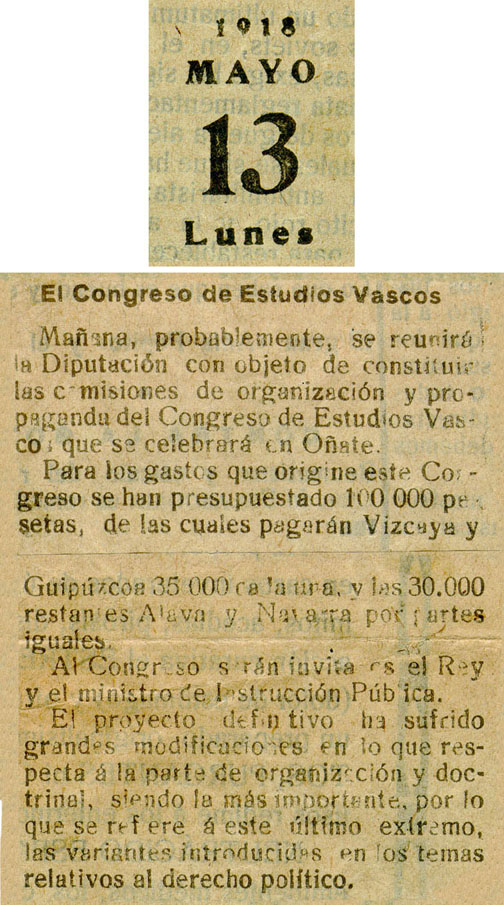 1918
MAYO
13
Lunes
El Congreso de Estudios Vascos
Mañana, probablemente, se reunirá
la Diputación con objeto de constituir
las comisiones de organización y pro-
paganda del Congreso de Estudios Vas-
cos que se celebrará en Oñate.
Para los gastos que origine este Con-
greso se han presupuestado 100 000 pe-
setas, de las cuales pagarán Vizcaya y
Guipúzcoa 35 000 cada una, y las 30.000
restantes Alava y Navarra por partes
iguales.
Al Congreso serán invitados el Rey
y el ministro de Instrucción Pública.
El proyecto definitivo ha sufrido
grandes modificaciones en lo que res-
pecta á la parte de organización y doc-
trinal, siendo la más importante, por lo
que se refiere á este último extremo,
las variantes introducidas en los temas
relativos al derecho político.